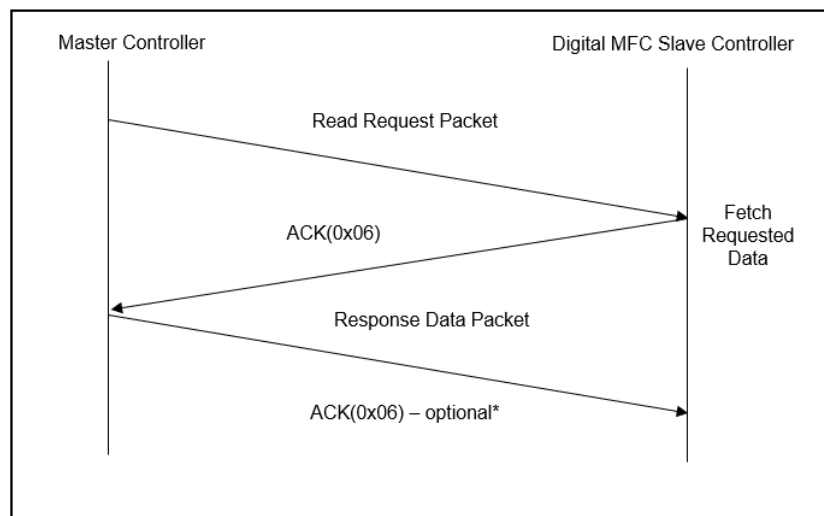 Master Controller
Digital MFC Slave Controller
Read Request Packet
Fetch
Requested
Data
ACK(0x06)
Response Data Packet
ACK(0x06) – optional*